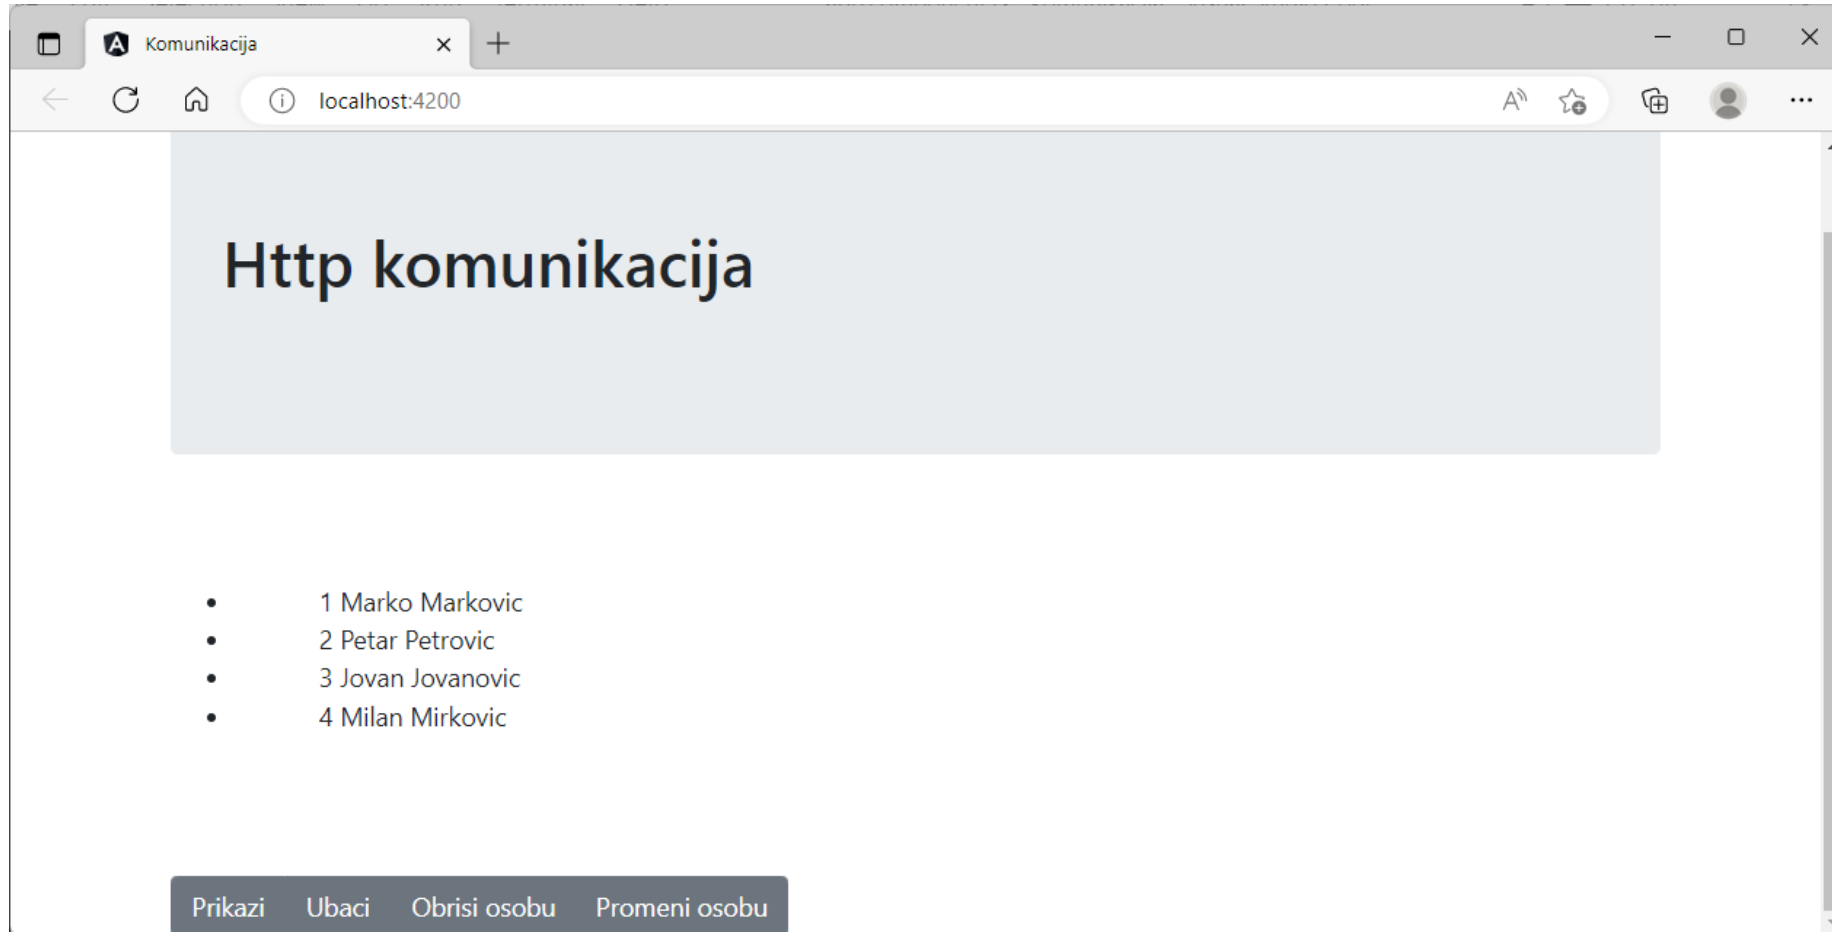 Komunikacija
localhost:4200
Http komunikacija
1 Marko Markovic
2 Petar Petrovic
3 Jovan Jovanovic
4 Milan Mirkovic
Prikazi Ubaci Obrisi osobu Promeni osobu